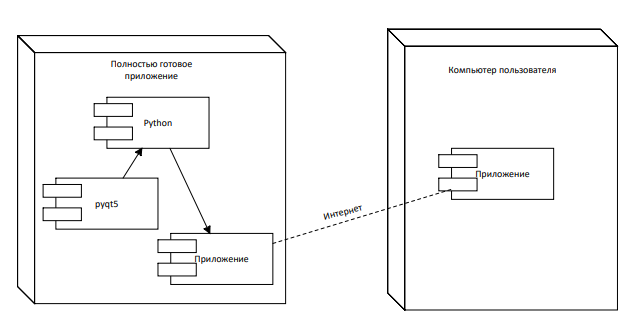 Полностью готовое
приложение
Компьютер пользователя
Python
Приложение
pyqt5
Интернет
Приложение